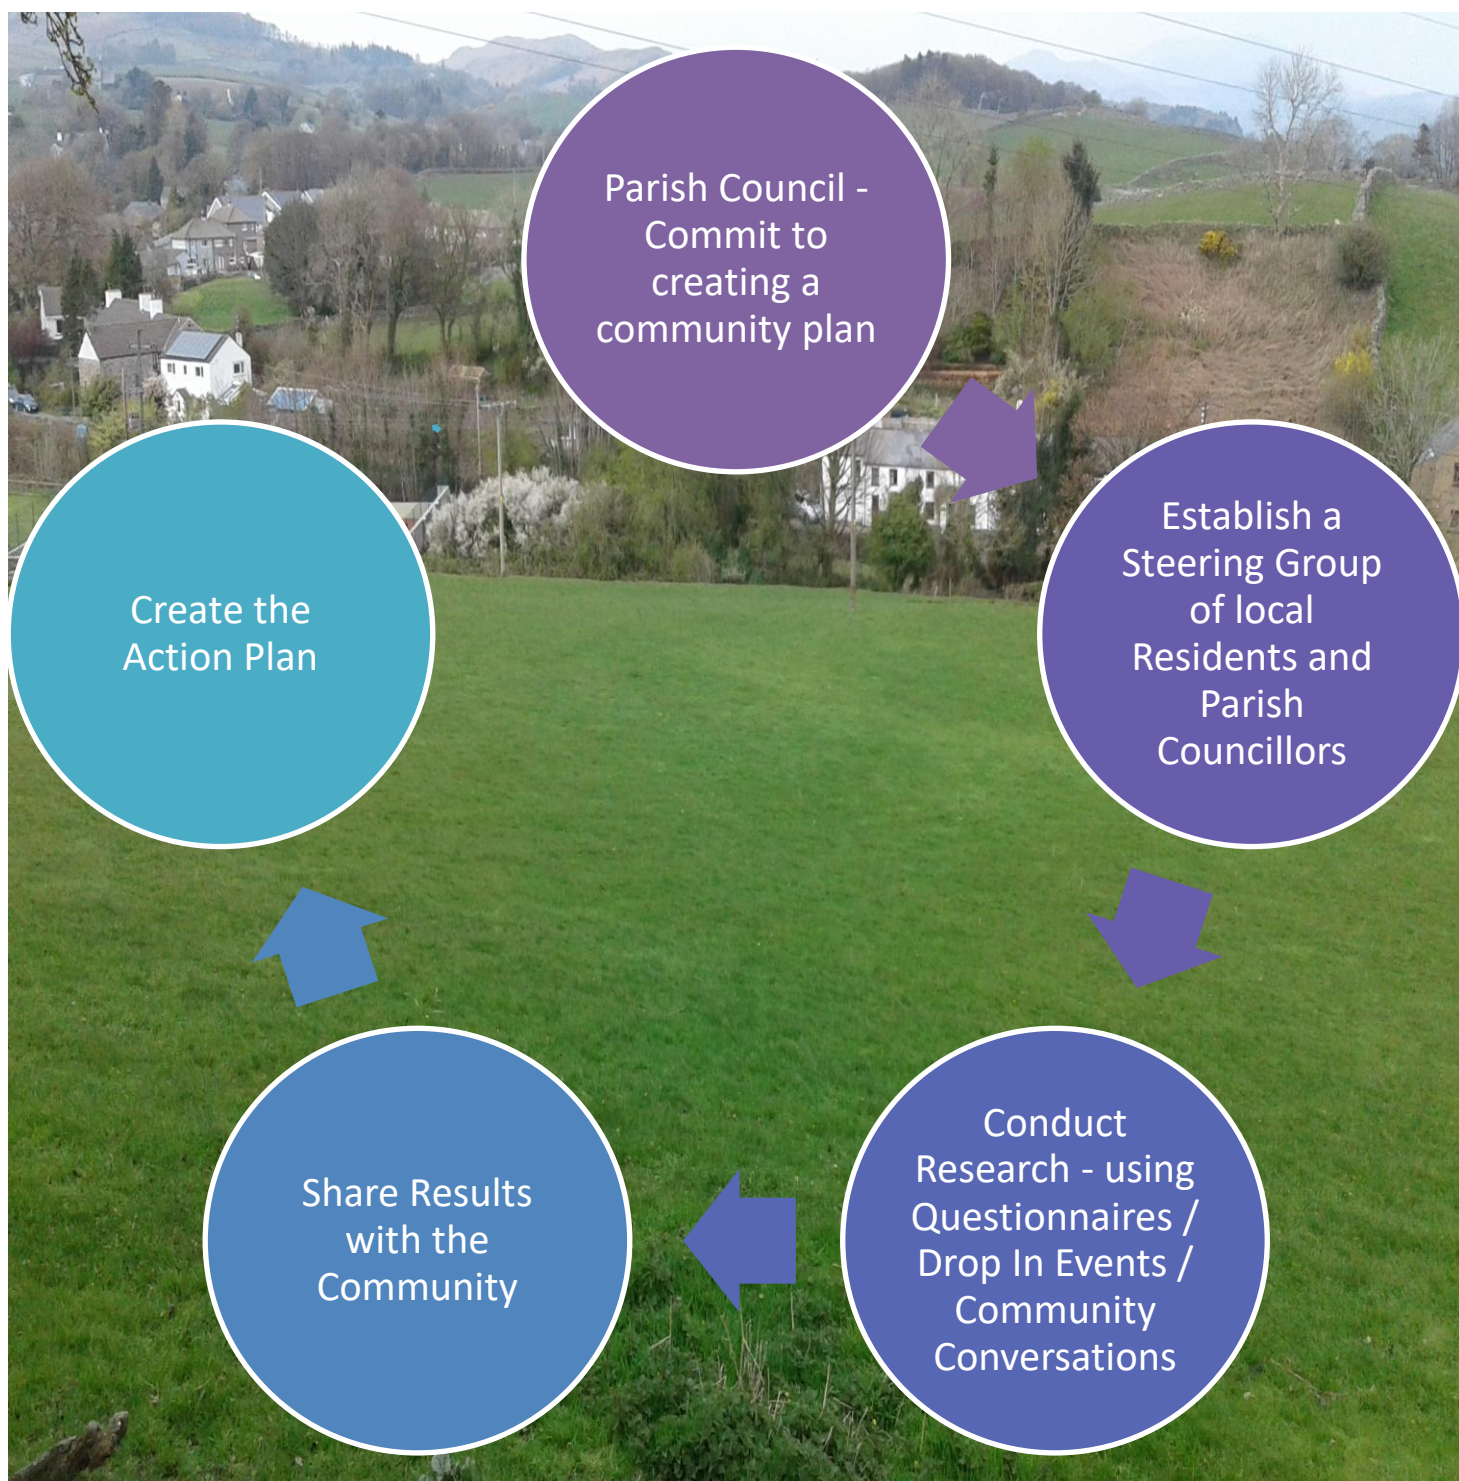 Parish Council -
Commit to
creating a
community plan
Establish a
Steering Group
of local
Residents and
Parish
Councillors
Conduct
Research - using
Questionnaires /
Drop In Events /
Community
Conversations
Share Results
with the
Community
Create the
Action Plan